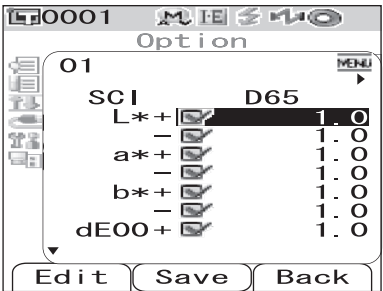 0001 M I·E
Option
01 MENU
SCI D65
L*+ 1.0
− 1.0
a*+ 1.0
− 1.0
b*+ 1.0
− 1.0
dE00+ 1.0
Edit Save Back